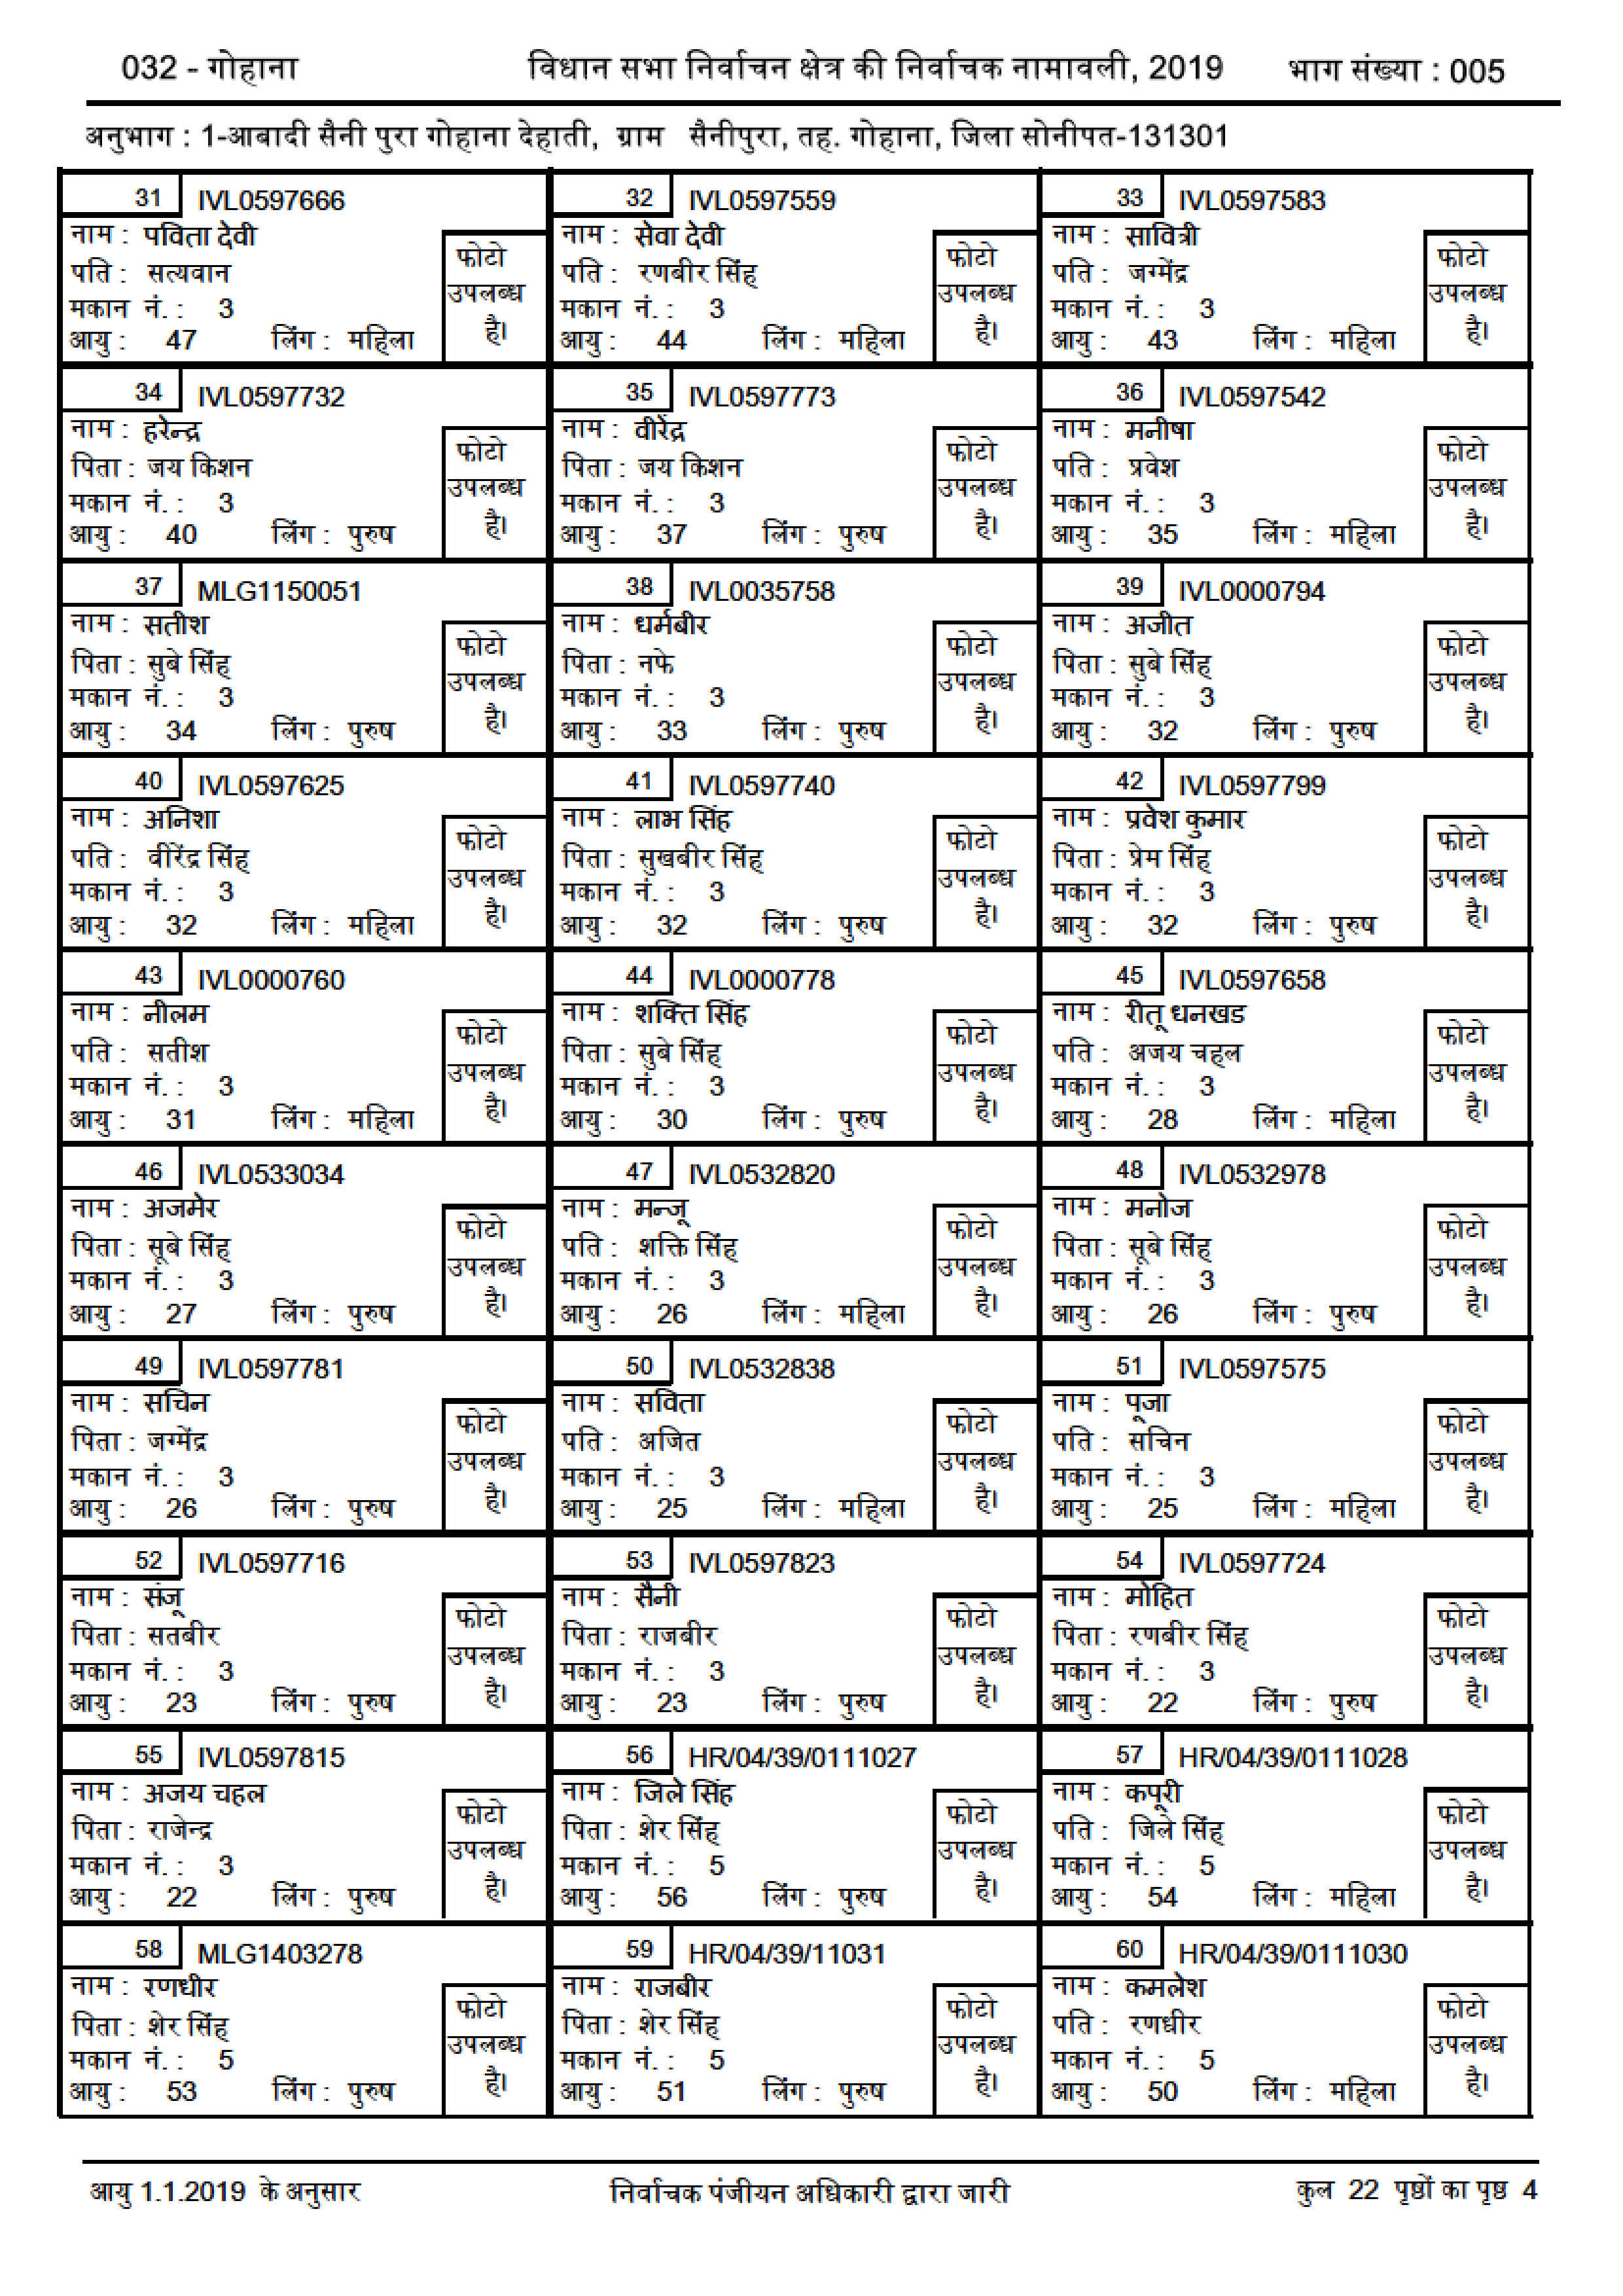 032 - गोहाना विधान सभा निर्वाचन क्षेत्र की निर्वाचक नामावली, 2019 भाग संख्या : 005
अनुभाग : 1-आबादी सैनी पुरा गोहाना देहाती, ग्राम सैनीपुरा, तह. गोहाना, जिला सोनीपत-131301
31 IVL0597666
नाम : पविता देवी
पति : सत्यवान
मकान नं. : 3
आयु : 47 लिंग : महिला
फोटो
उपलब्ध
है।
32 IVL0597559
नाम : सेवा देवी
पति : रणबीर सिंह
मकान नं. : 3
आयु : 44 लिंग : महिला
फोटो
उपलब्ध
है।
33 IVL0597583
नाम : सावित्री
पति : जग्मेंद्र
मकान नं. : 3
आयु : 43 लिंग : महिला
फोटो
उपलब्ध
है।
34 IVL0597732
नाम : हरेन्द्र
पिता : जय किशन
मकान नं. : 3
आयु : 40 लिंग : पुरुष
फोटो
उपलब्ध
है।
35 IVL0597773
नाम : वीरेंद्र
पिता : जय किशन
मकान नं. : 3
आयु : 37 लिंग : पुरुष
फोटो
उपलब्ध
है।
36 IVL0597542
नाम : मनीषा
पति : प्रवेश
मकान नं. : 3
आयु : 35 लिंग : महिला
फोटो
उपलब्ध
है।
37 MLG1150051
नाम : सतीश
पिता : सुबे सिंह
मकान नं. : 3
आयु : 34 लिंग : पुरुष
फोटो
उपलब्ध
है।
38 IVL0035758
नाम : धर्मबीर
पिता : नफे
मकान नं. : 3
आयु : 33 लिंग : पुरुष
फोटो
उपलब्ध
है।
39 IVL0000794
नाम : अजीत
पिता : सुबे सिंह
मकान नं. : 3
आयु : 32 लिंग : पुरुष
फोटो
उपलब्ध
है।
40 IVL0597625
नाम : अनिशा
पति : वीरेंद्र सिंह
मकान नं. : 3
आयु : 32 लिंग : महिला
फोटो
उपलब्ध
है।
41 IVL0597740
नाम : लाभ सिंह
पिता : सुखबीर सिंह
मकान नं. : 3
आयु : 32 लिंग : पुरुष
फोटो
उपलब्ध
है।
42 IVL0597799
नाम : प्रवेश कुमार
पिता : प्रेम सिंह
मकान नं. : 3
आयु : 32 लिंग : पुरुष
फोटो
उपलब्ध
है।
43 IVL0000760
नाम : नीलम
पति : सतीश
मकान नं. : 3
आयु : 31 लिंग : महिला
फोटो
उपलब्ध
है।
44 IVL0000778
नाम : शक्ति सिंह
पिता : सुबे सिंह
मकान नं. : 3
आयु : 30 लिंग : पुरुष
फोटो
उपलब्ध
है।
45 IVL0597658
नाम : रीतू धनखड
पति : अजय चहल
मकान नं. : 3
आयु : 28 लिंग : महिला
फोटो
उपलब्ध
है।
46 IVL0533034
नाम : अजमेर
पिता : सूबे सिंह
मकान नं. : 3
आयु : 27 लिंग : पुरुष
फोटो
उपलब्ध
है।
47 IVL0532820
नाम : मन्जू
पति : शक्ति सिंह
मकान नं. : 3
आयु : 26 लिंग : महिला
फोटो
उपलब्ध
है।
48 IVL0532978
नाम : मनोज
पिता : सूबे सिंह
मकान नं. : 3
आयु : 26 लिंग : पुरुष
फोटो
उपलब्ध
है।
49 IVL0597781
नाम : सचिन
पिता : जग्मेंद्र
मकान नं. : 3
आयु : 26 लिंग : पुरुष
फोटो
उपलब्ध
है।
50 IVL0532838
नाम : सविता
पति : अजित
मकान नं. : 3
आयु : 25 लिंग : महिला
फोटो
उपलब्ध
है।
51 IVL0597575
नाम : पूजा
पति : सचिन
मकान नं. : 3
आयु : 25 लिंग : महिला
फोटो
उपलब्ध
है।
52 IVL0597716
नाम : संजू
पिता : सतबीर
मकान नं. : 3
आयु : 23 लिंग : पुरुष
फोटो
उपलब्ध
है।
53 IVL0597823
नाम : सैनी
पिता : राजबीर
मकान नं. : 3
आयु : 23 लिंग : पुरुष
फोटो
उपलब्ध
है।
54 IVL0597724
नाम : मोहित
पिता : रणबीर सिंह
मकान नं. : 3
आयु : 22 लिंग : पुरुष
फोटो
उपलब्ध
है।
55 IVL0597815
नाम : अजय चहल
पिता : राजेन्द्र
मकान नं. : 3
आयु : 22 लिंग : पुरुष
फोटो
उपलब्ध
है।
56 HR/04/39/0111027
नाम : जिले सिंह
पिता : शेर सिंह
मकान नं. : 5
आयु : 56 लिंग : पुरुष
फोटो
उपलब्ध
है।
57 HR/04/39/0111028
नाम : कपूरी
पति : जिले सिंह
मकान नं. : 5
आयु : 54 लिंग : महिला
फोटो
उपलब्ध
है।
58 MLG1403278
नाम : रणधीर
पिता : शेर सिंह
मकान नं. : 5
आयु : 53 लिंग : पुरुष
फोटो
उपलब्ध
है।
59 HR/04/39/11031
नाम : राजबीर
पिता : शेर सिंह
मकान नं. : 5
आयु : 51 लिंग : पुरुष
फोटो
उपलब्ध
है।
60 HR/04/39/0111030
नाम : कमलेश
पति : रणधीर
मकान नं. : 5
आयु : 50 लिंग : महिला
फोटो
उपलब्ध
है।
आयु 1.1.2019 के अनुसार निर्वाचक पंजीयन अधिकारी द्वारा जारी कुल 22 पृष्ठों का पृष्ठ 4